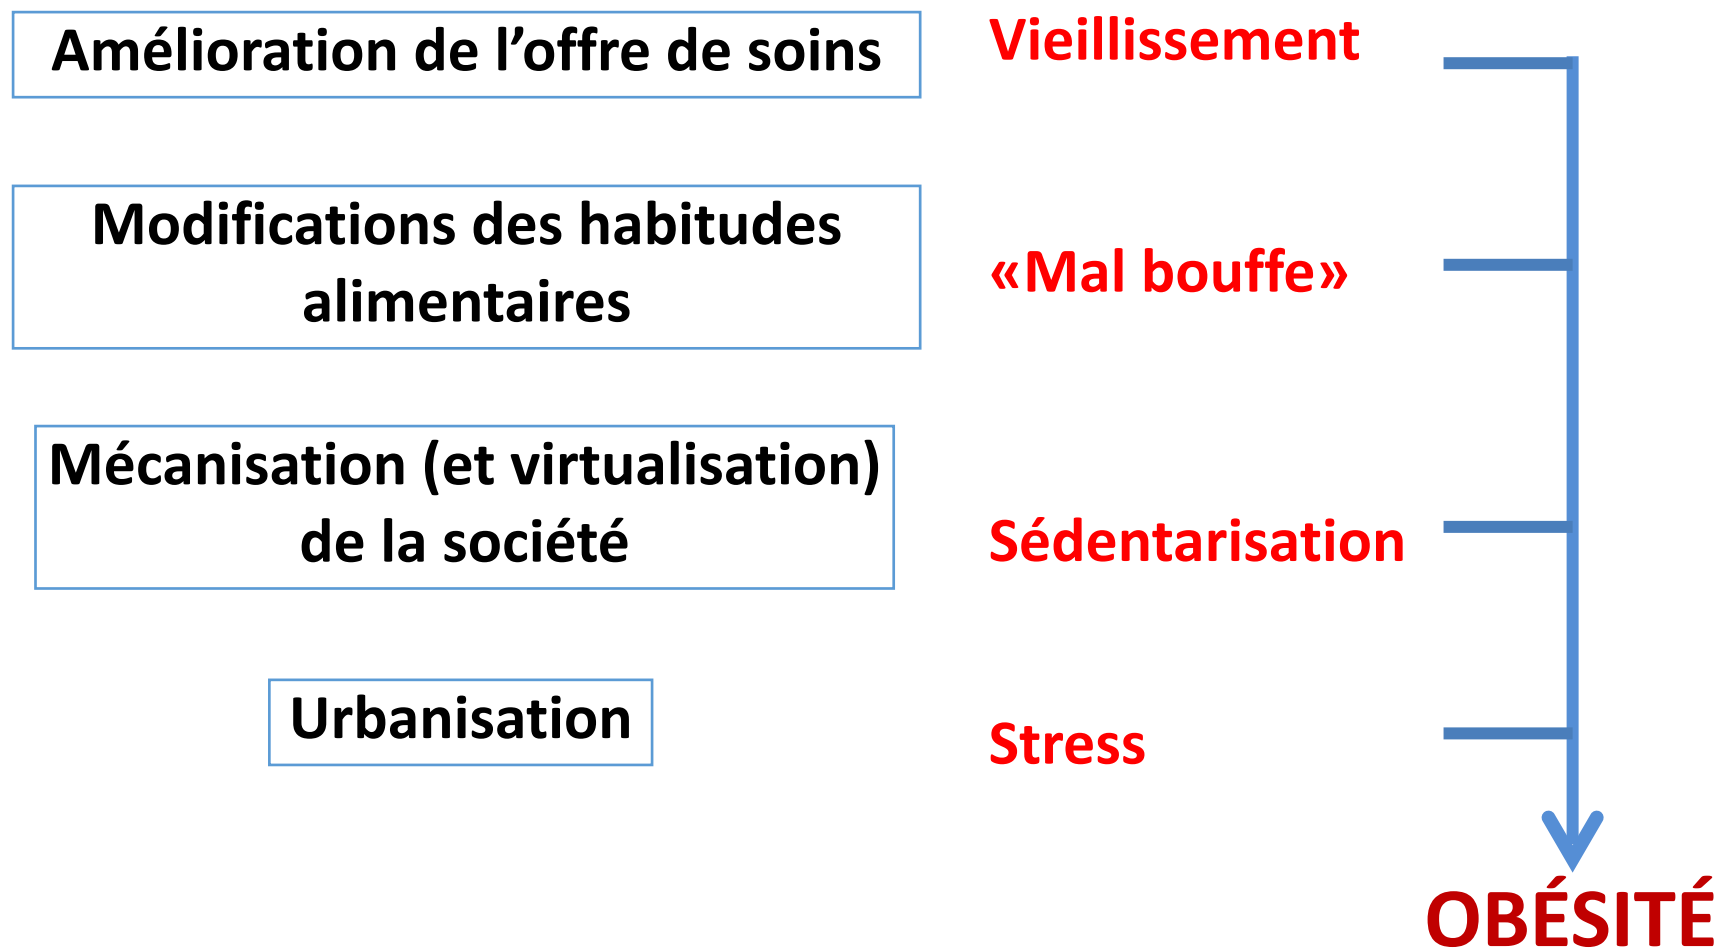 Amélioration de l’offre de soins
Vieillissement
Modifications des habitudes
alimentaires
«Mal bouffe»
Mécanisation (et virtualisation)
de la société
Sédentarisation
Urbanisation
Stress
OBÉSITÉ